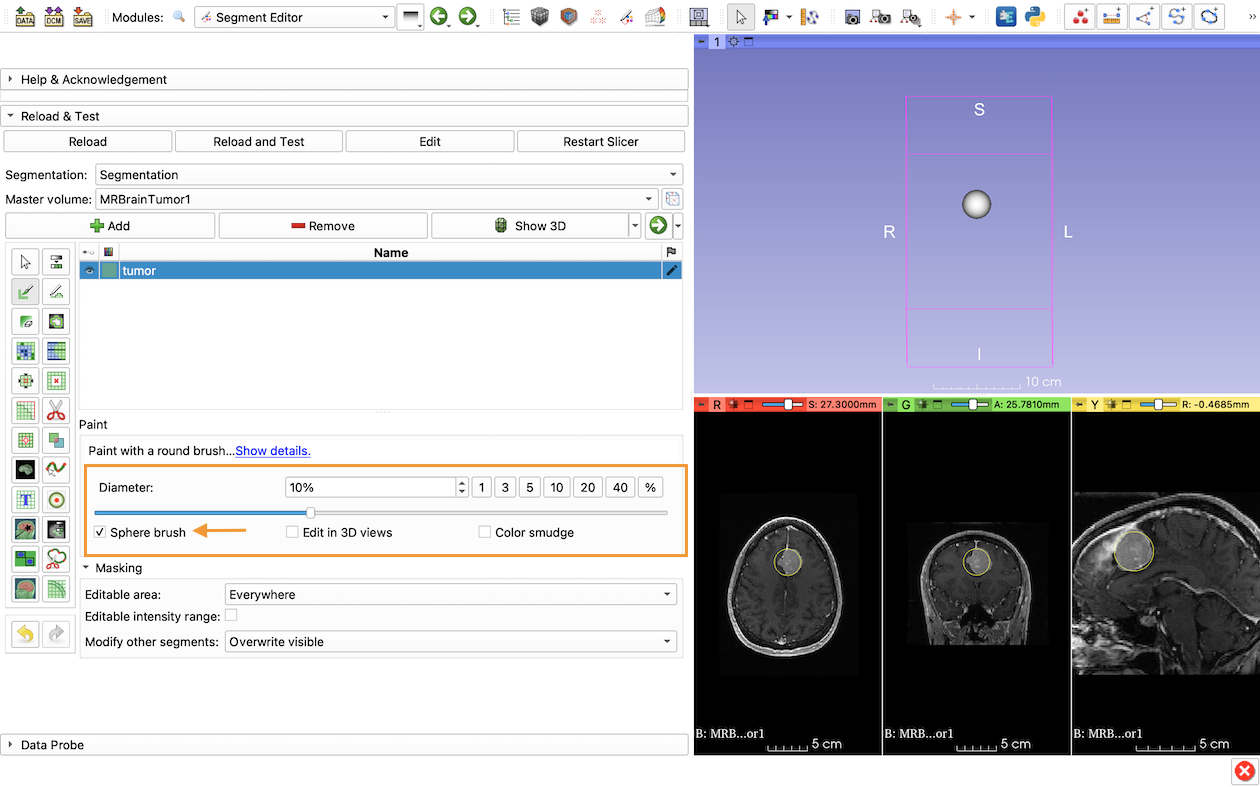 DATA DCM SAVE Modules: Segment Editor »
Help & Acknowledgement
Reload & Test
Reload Reload and Test Edit Restart Slicer
Segmentation: Segmentation
Master volume: MRBrainTumor1
Add Remove Show 3D
Name
tumor
Paint
Paint with a round brush...Show details.
Diameter: 10% 1 3 5 10 20 40 %
Sphere brush Edit in 3D views Color smudge
Masking
Editable area: Everywhere
Editable intensity range:
Modify other segments: Overwrite visible
Data Probe
1
S
R L
I
10 cm
R S: 27.3000mm
B: MRB...or1
5 cm
G A: 25.7810mm
B: MRB...or1
5 cm
Y R: -0.4685mm
B: MRB...or1
5 cm